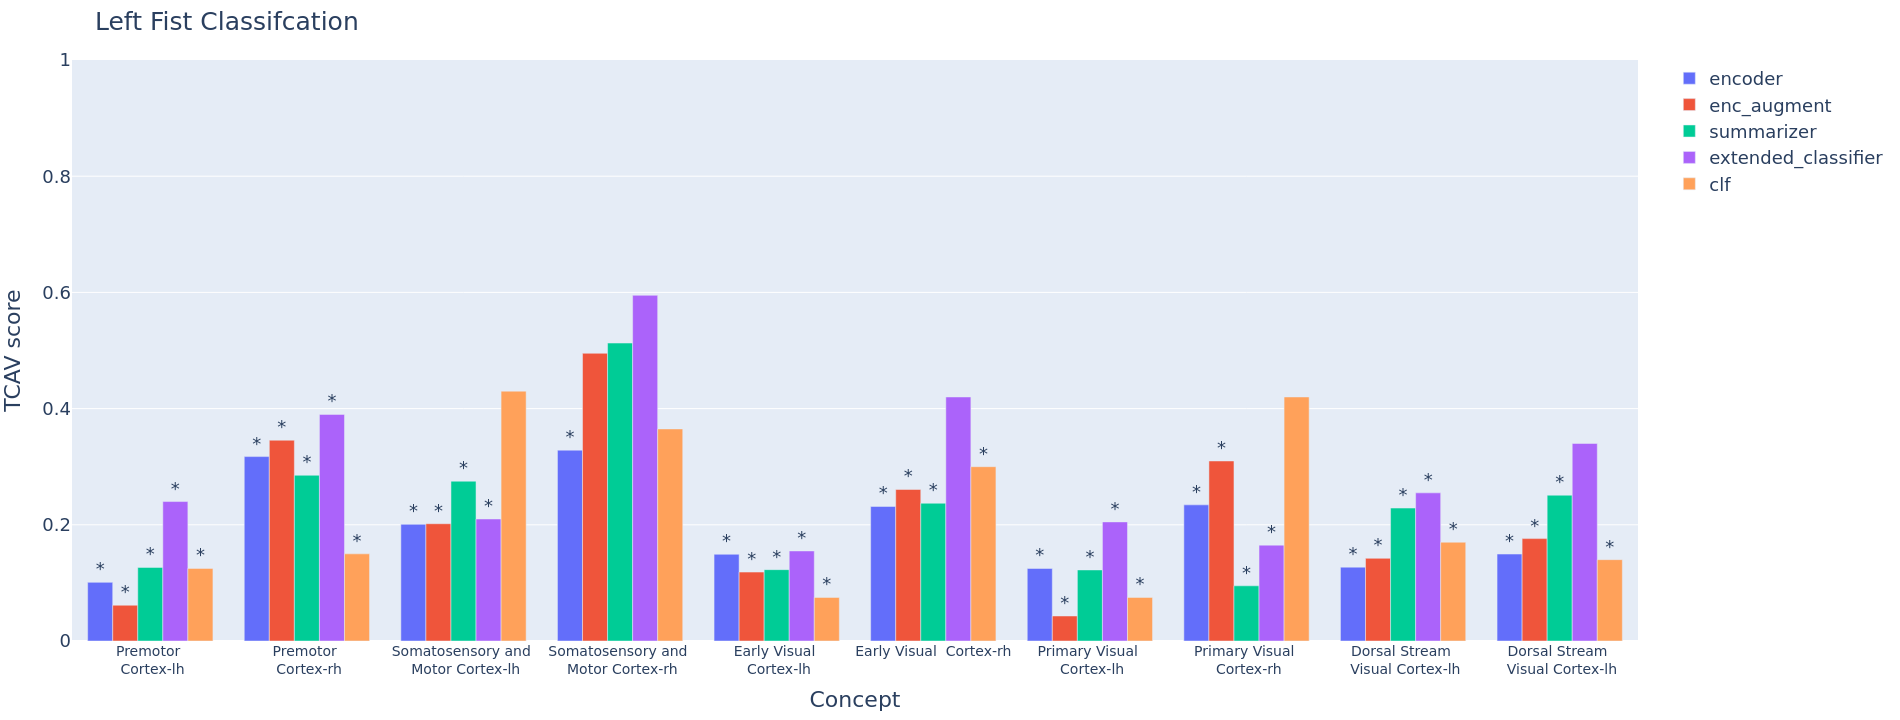 Left Fist Classifcation
1
0.8
0.6
0.4
0.2
0
TCAV score
* * * * *
* * * * *
* * * *
*
* * * * *
* * * *
* * * * *
* * * *
* * * * *
* * * *
Premotor
Cortex-lh
Premotor
Cortex-rh
Somatosensory and
Motor Cortex-lh
Somatosensory and
Motor Cortex-rh
Early Visual
Cortex-lh
Early Visual Cortex-rh
Primary Visual
Cortex-lh
Primary Visual
Cortex-rh
Dorsal Stream
Visual Cortex-lh
Dorsal Stream
Visual Cortex-lh
Concept
encoder
enc_augment
summarizer
extended_classifier
clf